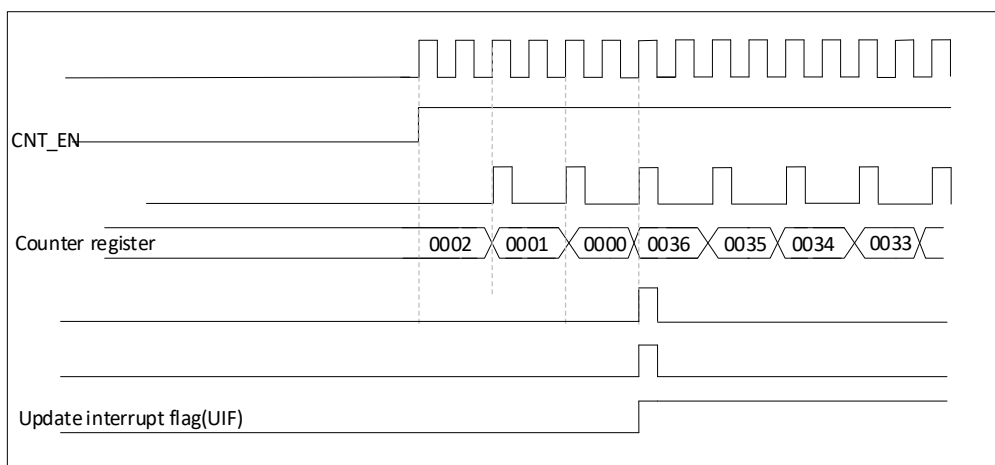 CNT_EN
Counter register 0002 0001 0000 0036 0035 0034 0033
Update interrupt flag(UIF)